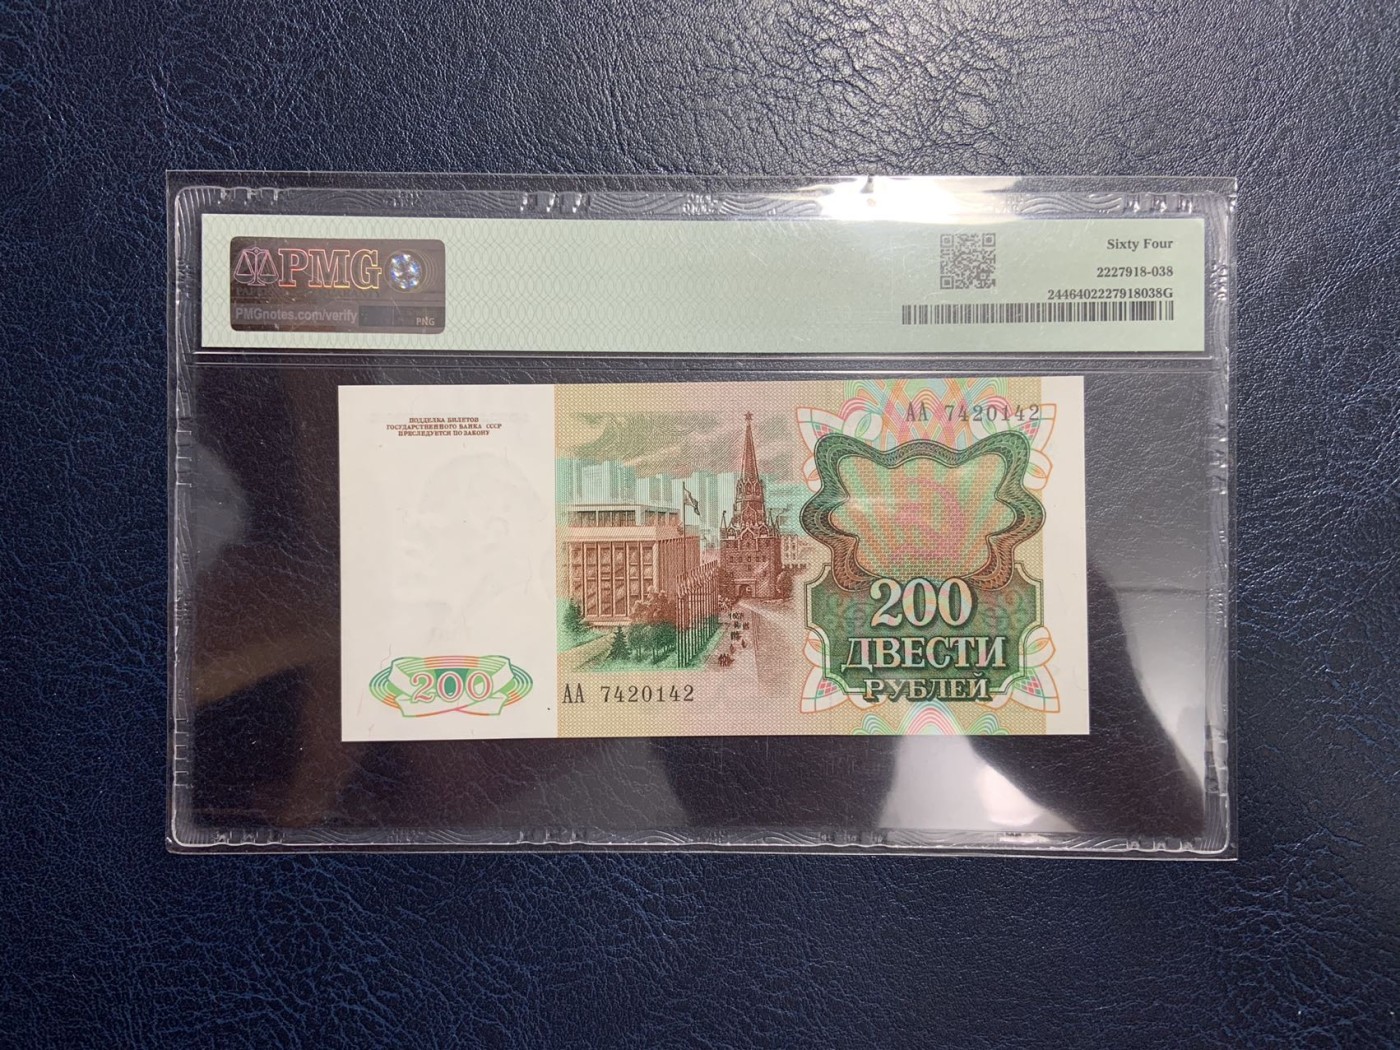 PMG
PMGnotes.com/verify
PMG
Sixty Four
2227918-038
2446402227918038G
ПОДДЕЛКА БИЛЕТОВ
ГОСУДАРСТВЕННОГО БАНКА СССР
ПРЕСЛЕДУЕТСЯ ПО ЗАКОНУ
АА 7420142
200
ДВЕСТИ
РУБЛЕЙ
200
АА 7420142